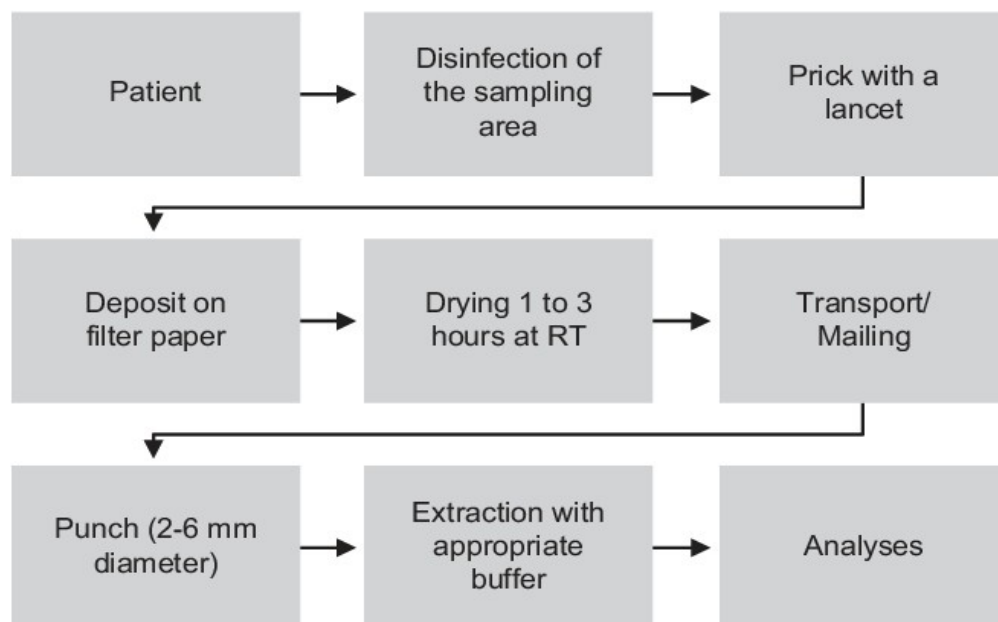 Patient
Disinfection of
the sampling
area
Prick with a
lancet
Deposit on
filter paper
Drying 1 to 3
hours at RT
Transport/
Mailing
Punch (2-6 mm
diameter)
Extraction with
appropriate
buffer
Analyses